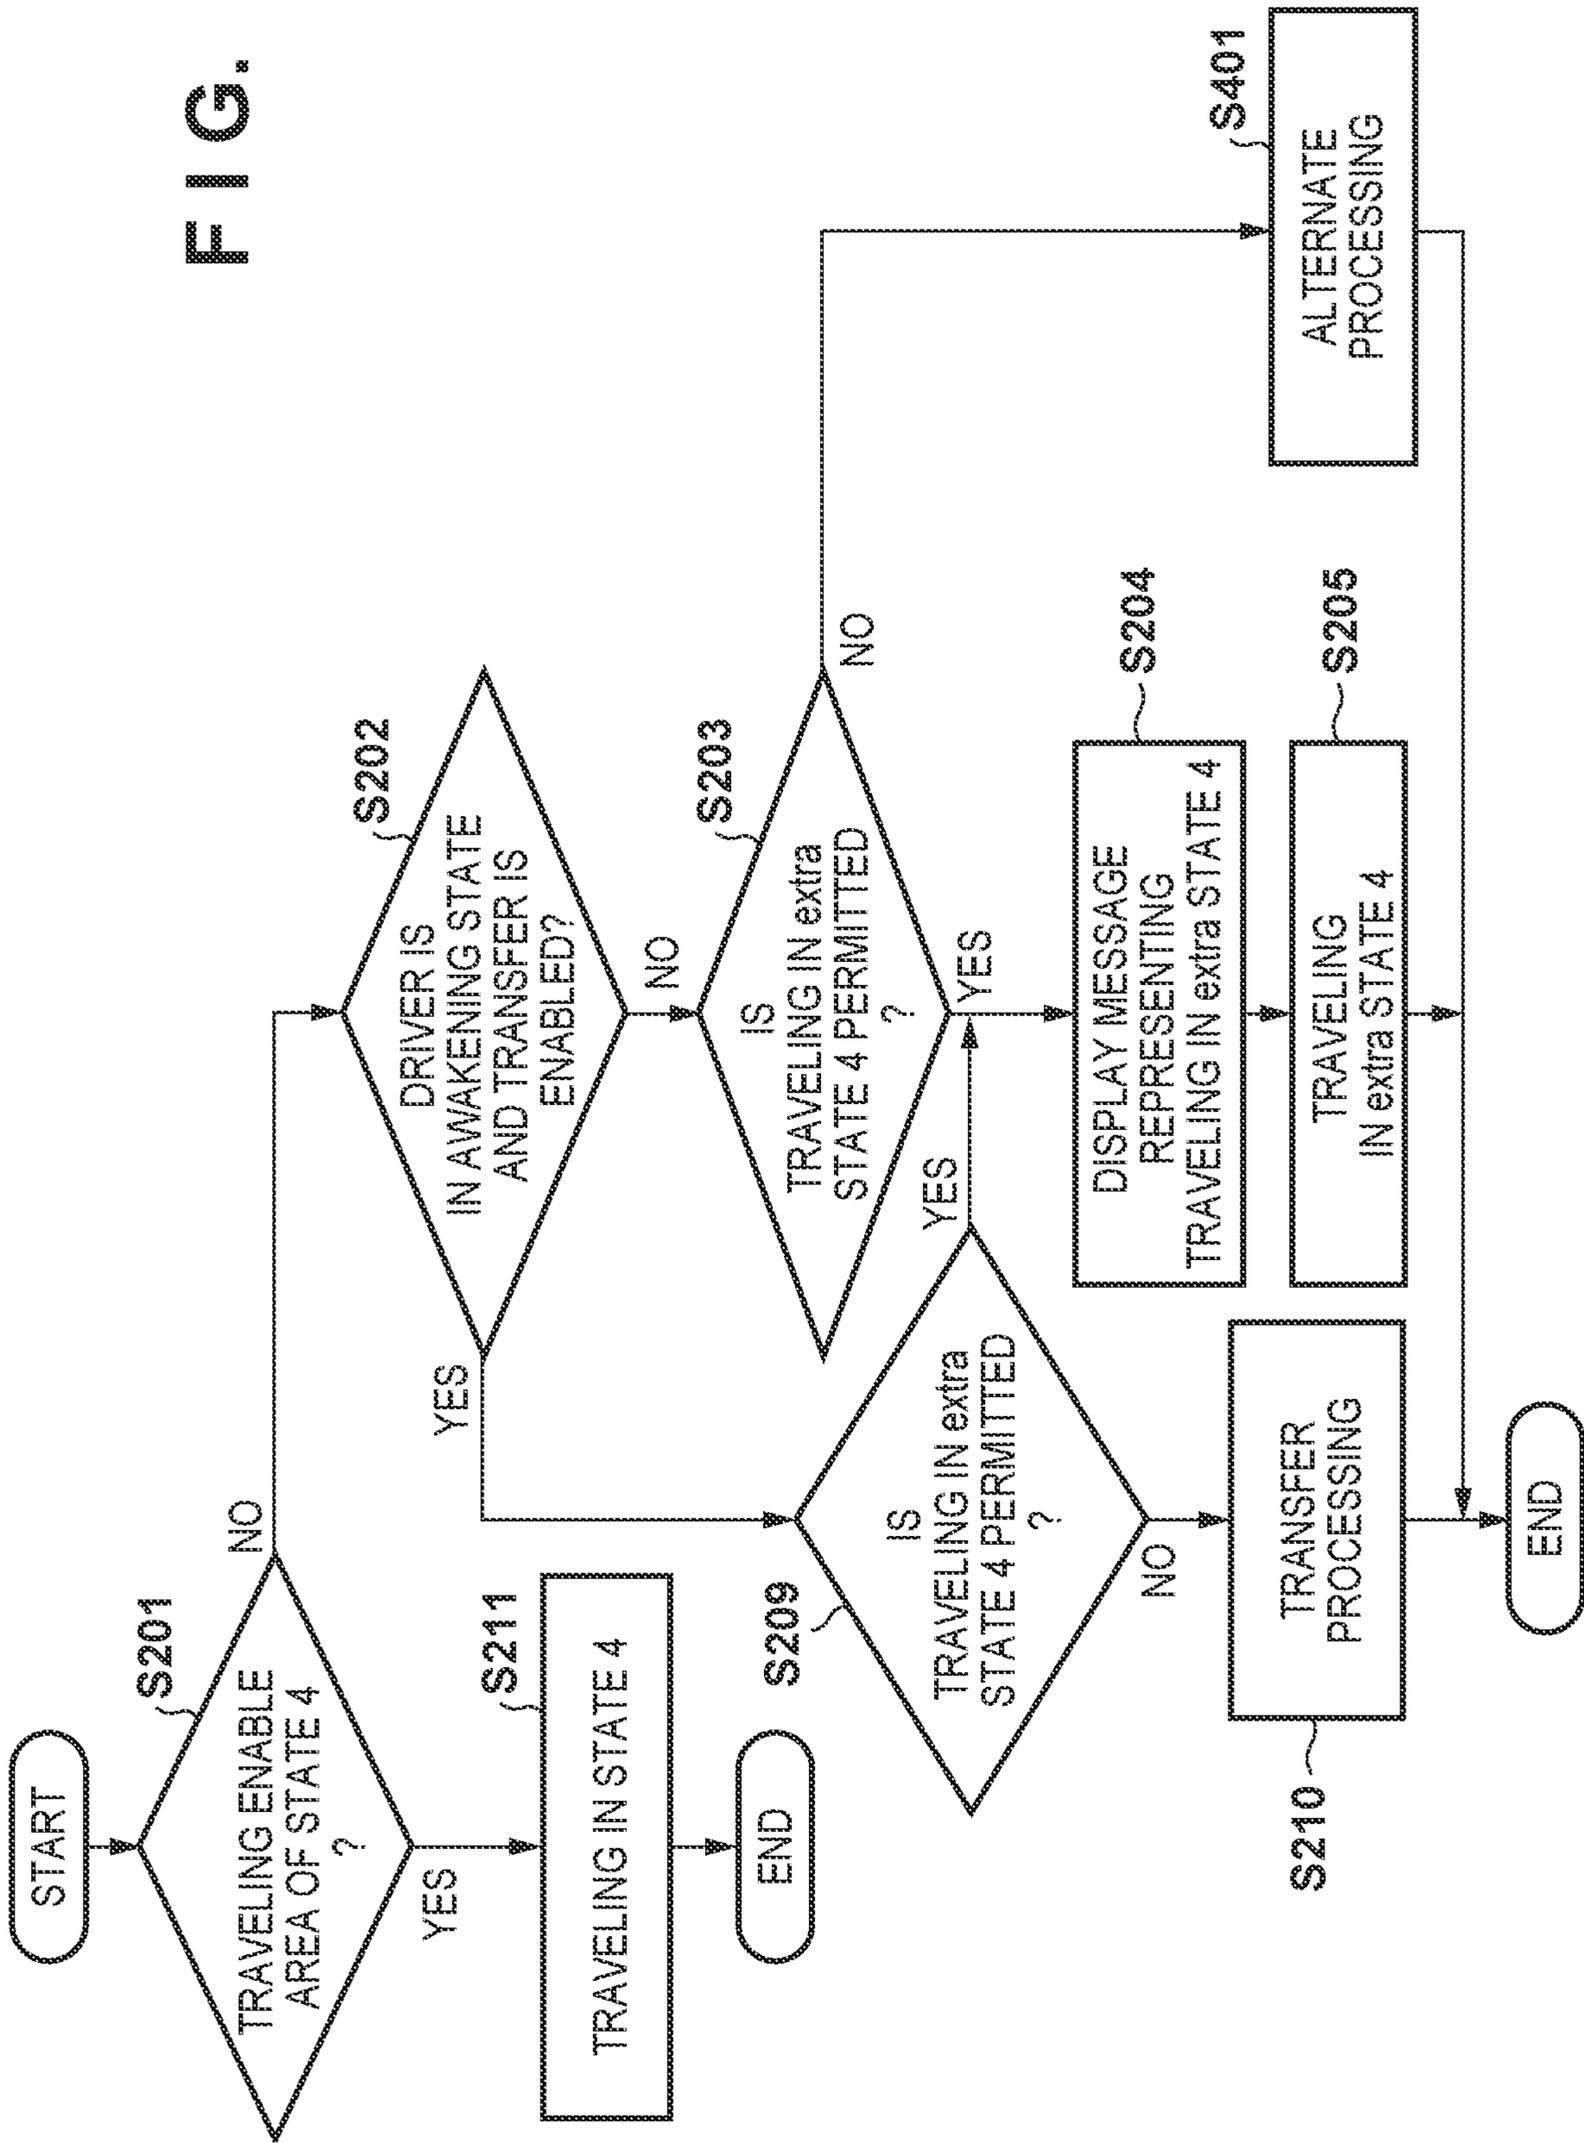 FIG.
START
S201
TRAVELING ENABLE
AREA OF STATE 4
?
NO
YES
S211
TRAVELING IN STATE 4
END
S202
DRIVER IS
IN AWAKENING STATE
AND TRANSFER IS
ENABLED?
YES
NO
S203
IS
TRAVELING IN extra
STATE 4 PERMITTED
?
NO
YES
S209
IS
TRAVELING IN extra
STATE 4 PERMITTED
?
YES
NO
S204
DISPLAY MESSAGE
REPRESENTING
TRAVELING IN extra STATE 4
S205
TRAVELING
IN extra STATE 4
S210
TRANSFER
PROCESSING
S401
ALTERNATE
PROCESSING
END